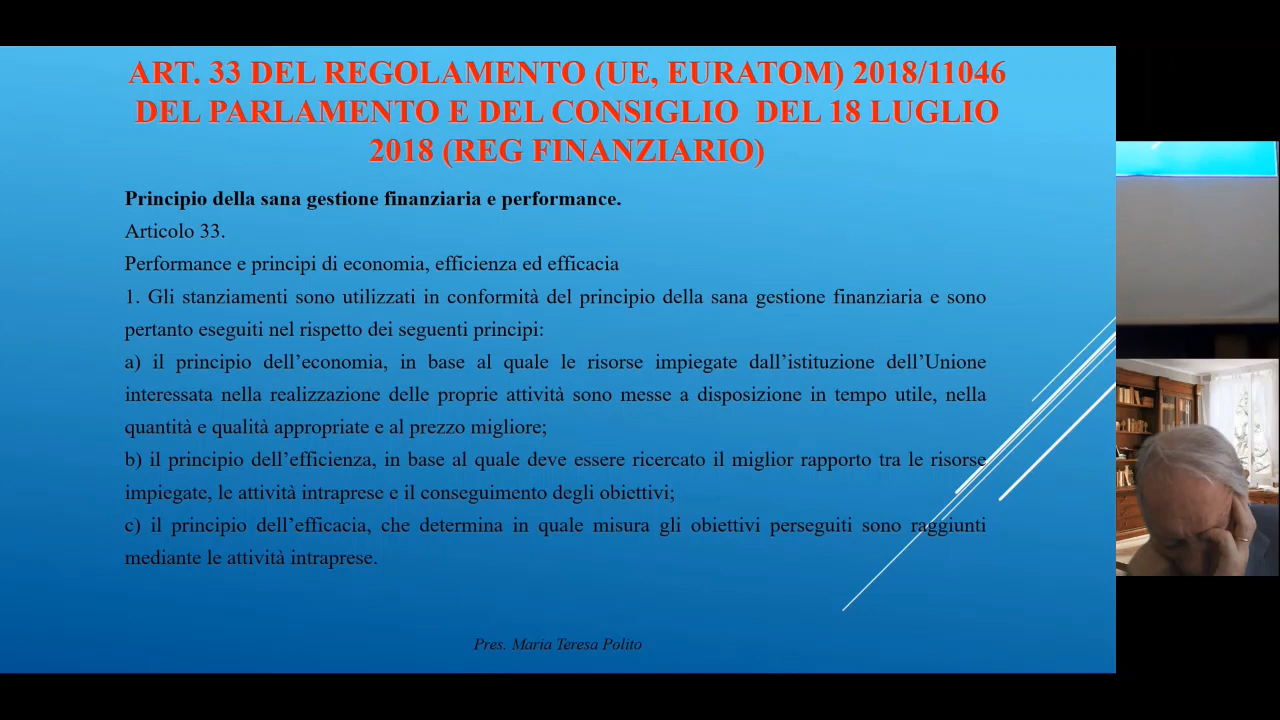 ART. 33 DEL REGOLAMENTO (UE, EURATOM) 2018/11046
DEL PARLAMENTO E DEL CONSIGLIO DEL 18 LUGLIO
2018 (REG FINANZIARIO)
Principio della sana gestione finanziaria e performance.
Articolo 33.
Performance e principi di economia, efficienza ed efficacia
1. Gli stanziamenti sono utilizzati in conformità del principio della sana gestione finanziaria e sono
pertanto eseguiti nel rispetto dei seguenti principi:
a) il principio dell’economia, in base al quale le risorse impiegate dall’istituzione dell’Unione
interessata nella realizzazione delle proprie attività sono messe a disposizione in tempo utile, nella
quantità e qualità appropriate e al prezzo migliore;
b) il principio dell’efficienza, in base al quale deve essere ricercato il miglior rapporto tra le risorse
impiegate, le attività intraprese e il conseguimento degli obiettivi;
c) il principio dell’efficacia, che determina in quale misura gli obiettivi perseguiti sono raggiunti
mediante le attività intraprese.
Pres. Maria Teresa Polito